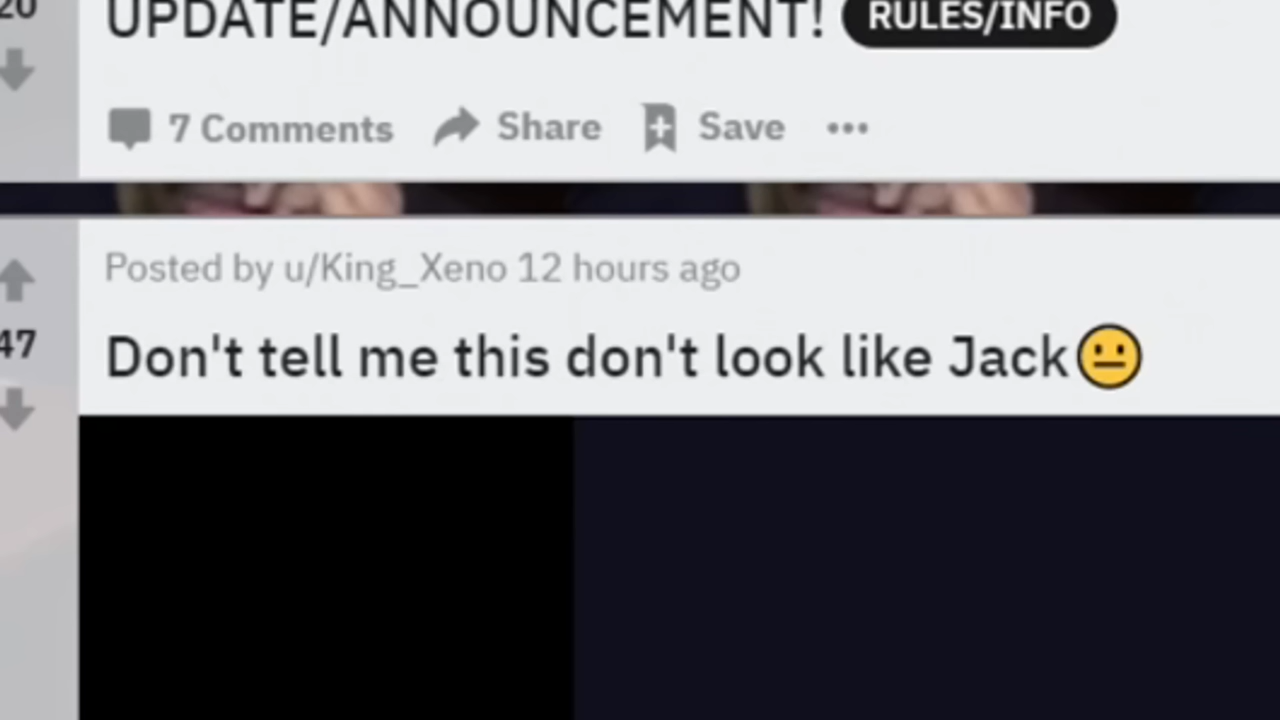 20
UPDATE/ANNOUNCEMENT! RULES/INFO
7 Comments Share Save
Posted by u/King_Xeno 12 hours ago
47
Don't tell me this don't look like Jack😐